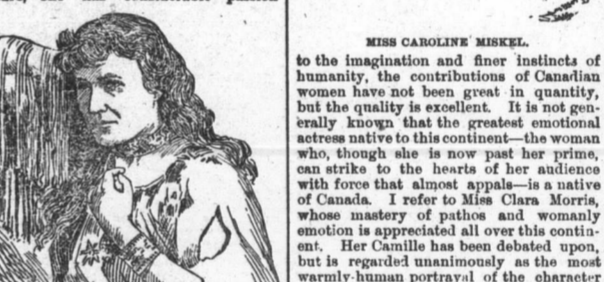 MISS CAROLINE MISKEL.
to the imagination and finer instincts of
humanity, the contributions of Canadian
women have not been great in quantity,
but the quality is excellent. It is not gen-
erally known that the greatest emotional
actress native to this continent—the woman
who, though she is now past her prime,
can strike to the hearts of her audience
with force that almost appals—is a native
of Canada. I refer to Miss Clara Morris,
whose mastery of pathos and womanly
emotion is appreciated all over this contin-
ent. Her Camille has been debated upon,
but is regarded unanimously as the most
warmly-human portrayal of the character